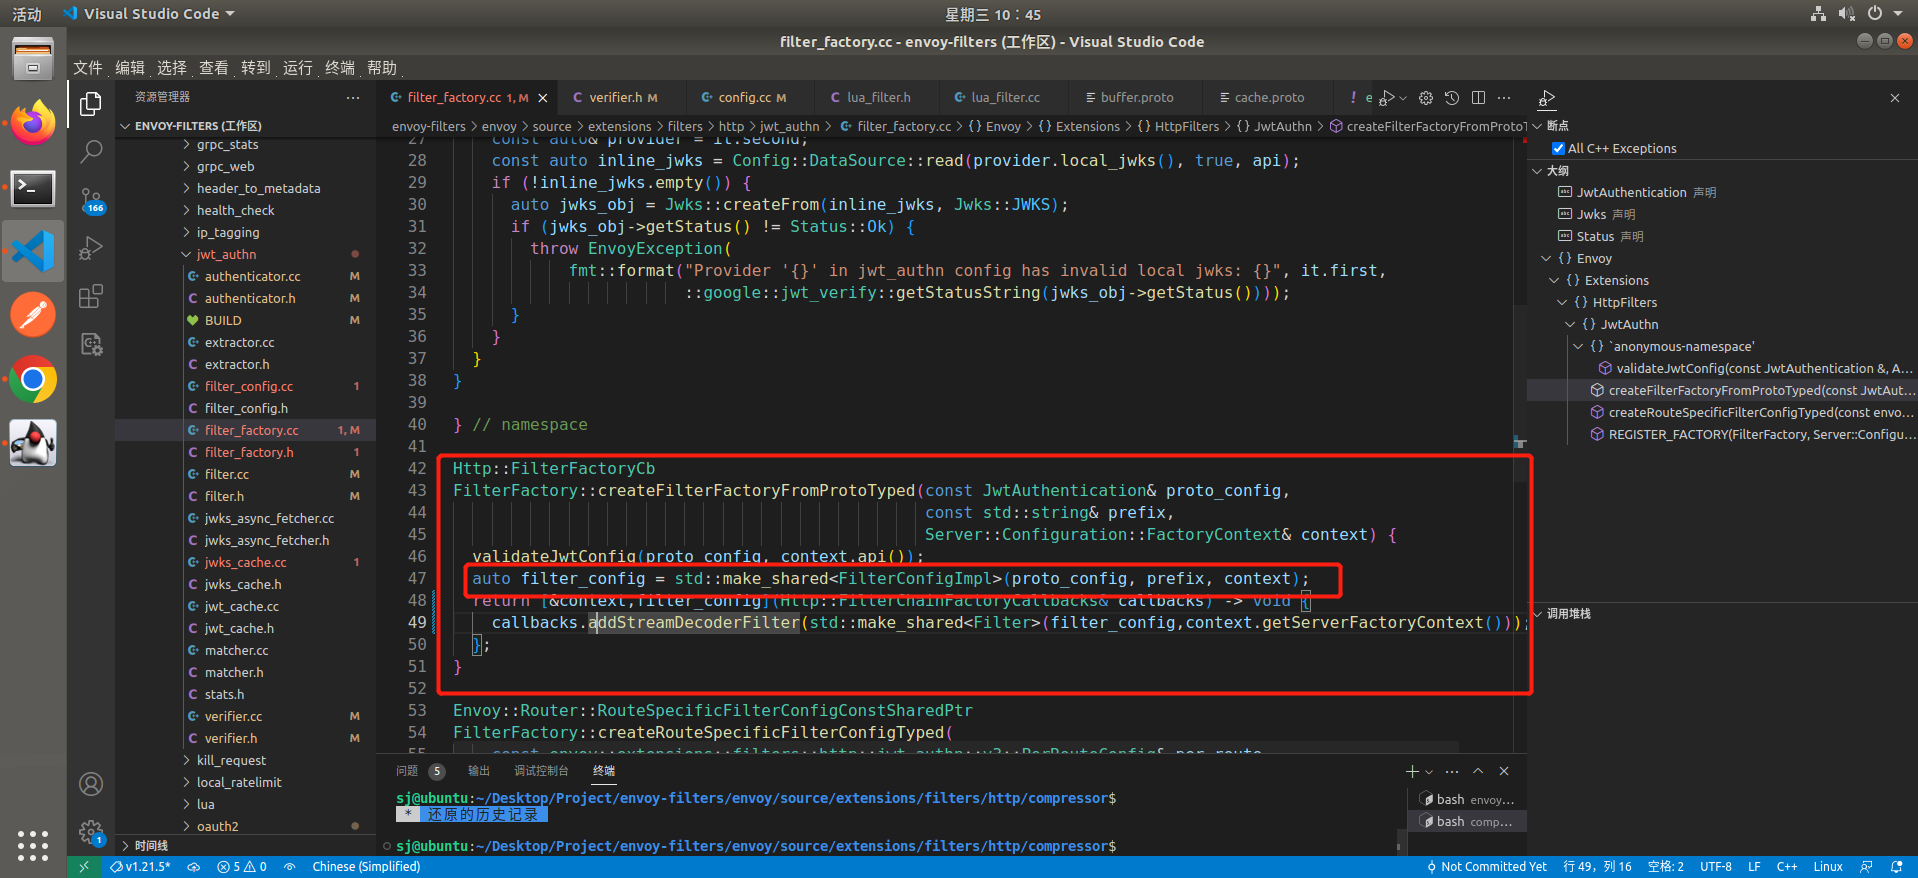 活动
Visual Studio Code
星期三 10：45
filter_factory.cc - envoy-filters (工作区) - Visual Studio Code
文件 编辑 选择 查看 转到 运行 终端 帮助
资源管理器
ENVOY-FILTERS (工作区)
grpc_stats
grpc_web
header_to_metadata
health_check
ip_tagging
jwt_authn
authenticator.cc M
authenticator.h M
BUILD M
extractor.cc
extractor.h
filter_config.cc 1
filter_config.h
filter_factory.cc 1, M
filter_factory.h 1
filter.cc M
filter.h M
jwks_async_fetcher.cc
jwks_async_fetcher.h
jwks_cache.cc 1
jwks_cache.h
jwt_cache.cc
jwt_cache.h
matcher.cc
matcher.h
stats.h
verifier.cc M
verifier.h M
kill_request
local_ratelimit
lua
oauth2
时间线
166
1
filter_factory.cc 1, M
verifier.h M
config.cc M
lua_filter.h
lua_filter.cc
buffer.proto
cache.proto
! e
envoy-filters > envoy > source > extensions > filters > http > jwt_authn > filter_factory.cc > {} Envoy > {} Extensions > {} HttpFilters > {} JwtAuthn > createFilterFactoryFromProtoT
27 const auto& provider = it.second;
28 const auto inline_jwks = Config::DataSource::read(provider.local_jwks(), true, api);
29 if (!inline_jwks.empty()) {
30 auto jwks_obj = Jwks::createFrom(inline_jwks, Jwks::JWKS);
31 if (jwks_obj->getStatus() != Status::Ok) {
32 throw EnvoyException(
33 fmt::format("Provider '{}' in jwt_authn config has invalid local jwks: {}", it.first,
34 ::google::jwt_verify::getStatusString(jwks_obj->getStatus())));
35 }
36 }
37 }
38 }
39
40 } // namespace
41
42 Http::FilterFactoryCb
43 FilterFactory::createFilterFactoryFromProtoTyped(const JwtAuthentication& proto_config,
44 const std::string& prefix,
45 Server::Configuration::FactoryContext& context) {
46 validateJwtConfig(proto_config, context.api());
47 auto filter_config = std::make_shared<FilterConfigImpl>(proto_config, prefix, context);
48 return [&context,filter_config](Http::FilterChainFactoryCallbacks& callbacks) -> void {
49 callbacks.addStreamDecoderFilter(std::make_shared<Filter>(filter_config,context.getServerFactoryContext()));
50 };
51 }
52
53 Envoy::Router::RouteSpecificFilterConfigConstSharedPtr
54 FilterFactory::createRouteSpecificFilterConfigTyped(
55 const envoy::extensions::filters::http::jwt_authn::v3::PerRouteConfig& per_route,
断点
All C++ Exceptions
大纲
JwtAuthentication 声明
Jwks 声明
Status 声明
{} Envoy
{} Extensions
{} HttpFilters
{} JwtAuthn
{} `anonymous-namespace'
validateJwtConfig(const JwtAuthentication &, A...
createFilterFactoryFromProtoTyped(const JwtAut...
createRouteSpecificFilterConfigTyped(const envo...
REGISTER_FACTORY(FilterFactory, Server::Configu...
调用堆栈
问题 5 输出 调试控制台 终端
sj@ubuntu:~/Desktop/Project/envoy-filters/envoy/source/extensions/filters/http/compressor$
* 还原的历史记录
sj@ubuntu:~/Desktop/Project/envoy-filters/envoy/source/extensions/filters/http/compressor$
bash envoy...
bash comp...
v1.21.5* 5 0 Chinese (Simplified)
Not Committed Yet 行 49，列 16 空格: 2 UTF-8 LF C++ Linux